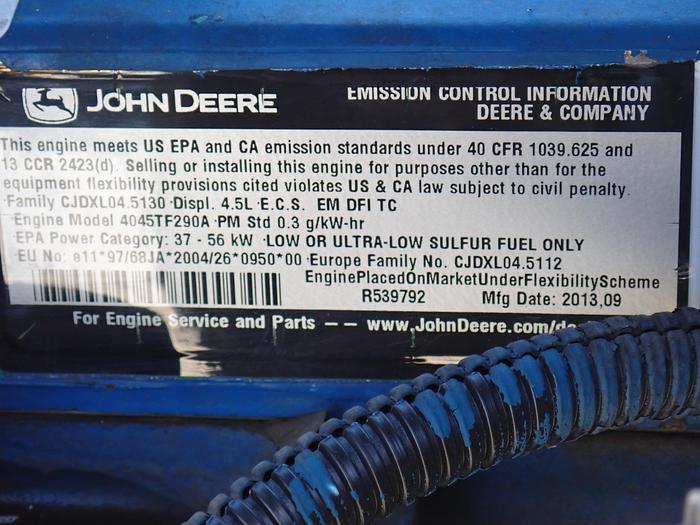 JOHN DEERE
EMISSION CONTROL INFORMATION
DEERE & COMPANY
This engine meets US EPA and CA emission standards under 40 CFR 1039.625 and
13 CCR 2423(d). Selling or installing this engine for purposes other than for the
equipment flexibility provisions cited violates US & CA law subject to civil penalty.
Family CJDXL04.5130 · Displ. 4.5L · E.C.S. EM DFI TC
Engine Model 4045TF290A · PM Std 0.3 g/kW-hr
EPA Power Category: 37 - 56 kW · LOW OR ULTRA-LOW SULFUR FUEL ONLY
EU No: e11*97/68JA*2004/26*0950*00 · Europe Family No. CJDXL04.5112
EnginePlacedOnMarketUnderFlexibilityScheme
R539792 Mfg Date: 2013,09
For Engine Service and Parts -- www.JohnDeere.com/